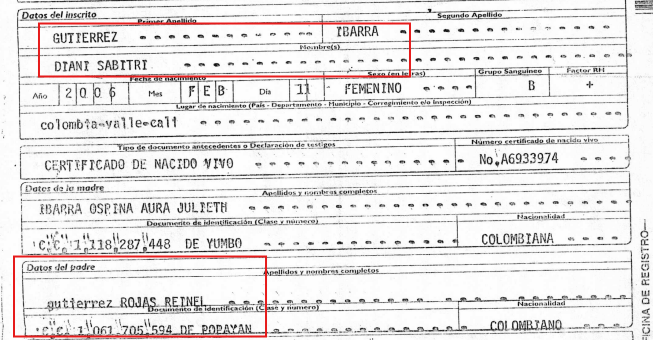 Datos del inscrito
Primer Apellido Segundo Apellido
GUTIERREZ IBARRA
Nombre(s)
DIANI SABITRI
Fecha de nacimiento Sexo (en letras) Grupo Sanguíneo Factor RH
Año 2006 Mes FEB Día 11 FEMENINO B +
Lugar de nacimiento (País - Departamento - Municipio - Corregimiento e/o Inspección)
colombia-valle-cali
Tipo de documento antecedentes o Declaración de testigos Número certificado de nacido vivo
CERTIFICADO DE NACIDO VIVO No.A6933974
Datos de la madre
Apellidos y nombres completos
IBARRA OSPINA AURA JULIETH
Documento de identificación (Clase y número) Nacionalidad
C.C. 1"118"287"448 DE YUMBO COLOMBIANA
Datos del padre
Apellidos y nombres completos
gutierrez ROJAS REINEL
Documento de identificación (Clase y número) Nacionalidad
C.C. 1"061"705"594 DE POPAYAN COLOMBIANO
FICINA DE REGISTRO